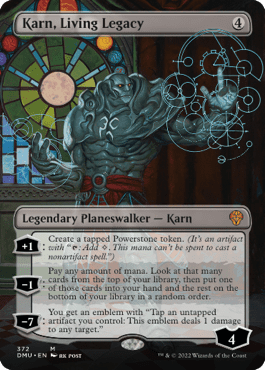 Karn, Living Legacy 4
Legendary Planeswalker — Karn
+1: Create a tapped Powerstone token. (It's an artifact
with "T: Add C. This mana can't be spent to cast a
nonartifact spell.")
-1: Pay any amount of mana. Look at that many
cards from the top of your library, then put one
of those cards into your hand and the rest on the
bottom of your library in a random order.
-7: You get an emblem with "Tap an untapped
artifact you control: This emblem deals 1 damage
to any target."
4
372 M
DMU • EN RK POST
™ & © 2022 Wizards of the Coast